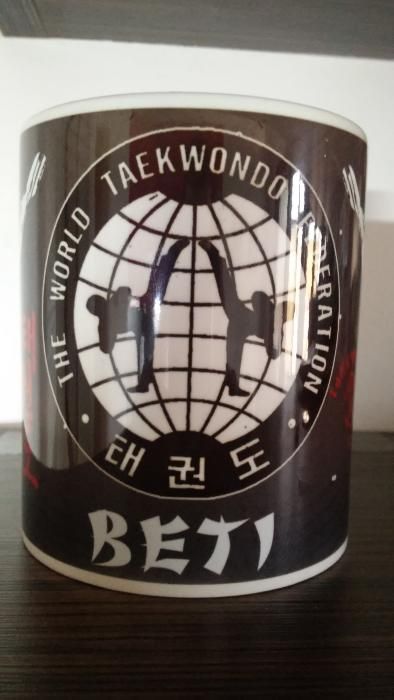 THE WORLD TAEKWONDO FEDERATION
태권도
BETI